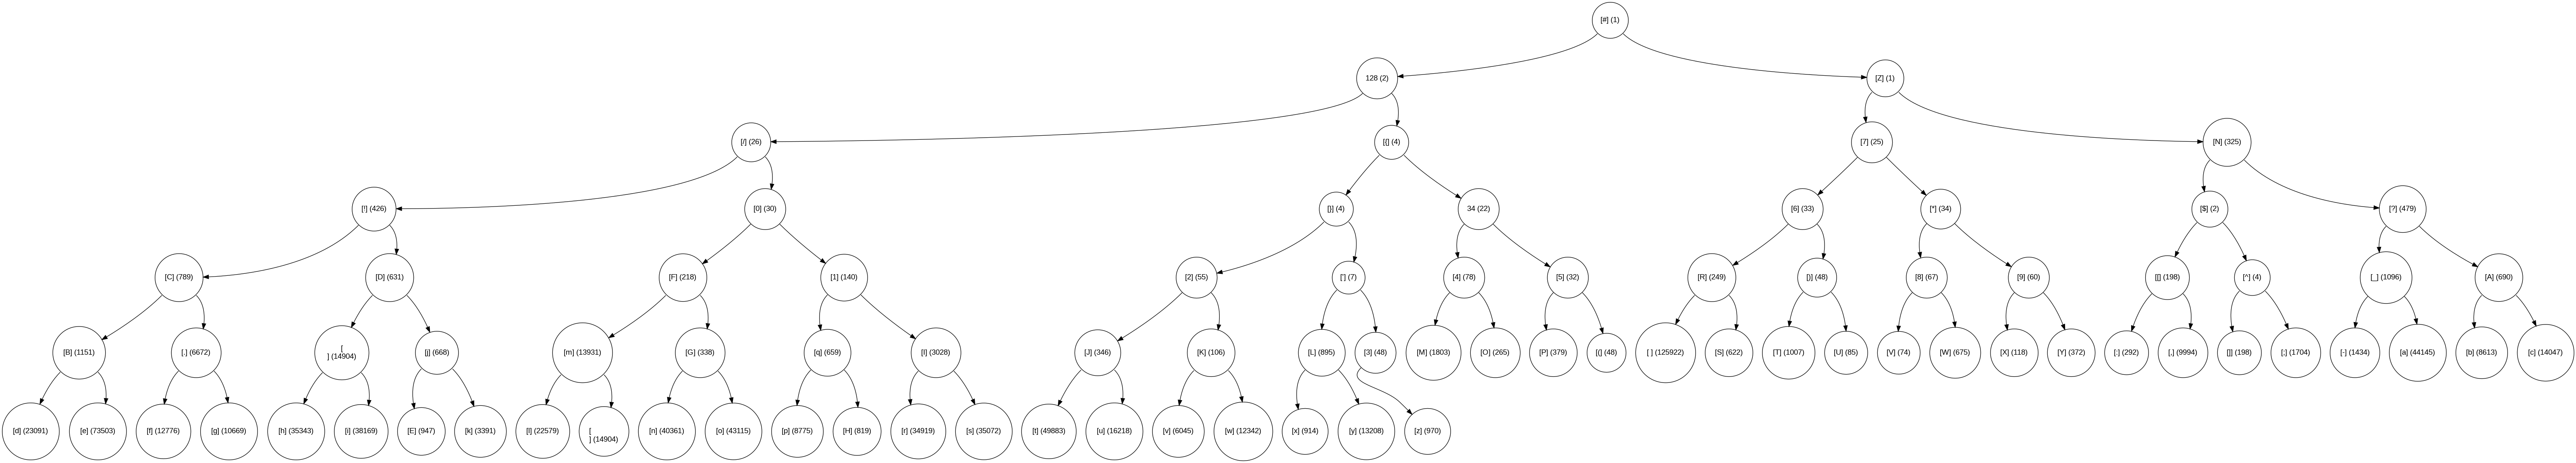 [#] (1)
128 (2)
[Z] (1)
[/] (26)
[{] (4)
[7] (25)
[N] (325)
[!] (426)
[0] (30)
[}] (4)
34 (22)
[6] (33)
[*] (34)
[$] (2)
[?] (479)
[C] (789)
[D] (631)
[F] (218)
[1] (140)
[2] (55)
['] (7)
[4] (78)
[5] (32)
[R] (249)
[)] (48)
[8] (67)
[9] (60)
[[] (198)
[^] (4)
[_] (1096)
[A] (690)
[B] (1151)
[.] (6672)
[
] (14904)
[j] (668)
[m] (13931)
[G] (338)
[q] (659)
[I] (3028)
[J] (346)
[K] (106)
[L] (895)
[3] (48)
[M] (1803)
[O] (265)
[P] (379)
[(] (48)
[ ] (125922)
[S] (622)
[T] (1007)
[U] (85)
[V] (74)
[W] (675)
[X] (118)
[Y] (372)
[:] (292)
[,] (9994)
[]] (198)
[;] (1704)
[-] (1434)
[a] (44145)
[b] (8613)
[c] (14047)
[d] (23091)
[e] (73503)
[f] (12776)
[g] (10669)
[h] (35343)
[i] (38169)
[E] (947)
[k] (3391)
[l] (22579)
[
] (14904)
[n] (40361)
[o] (43115)
[p] (8775)
[H] (819)
[r] (34919)
[s] (35072)
[t] (49883)
[u] (16218)
[v] (6045)
[w] (12342)
[x] (914)
[y] (13208)
[z] (970)